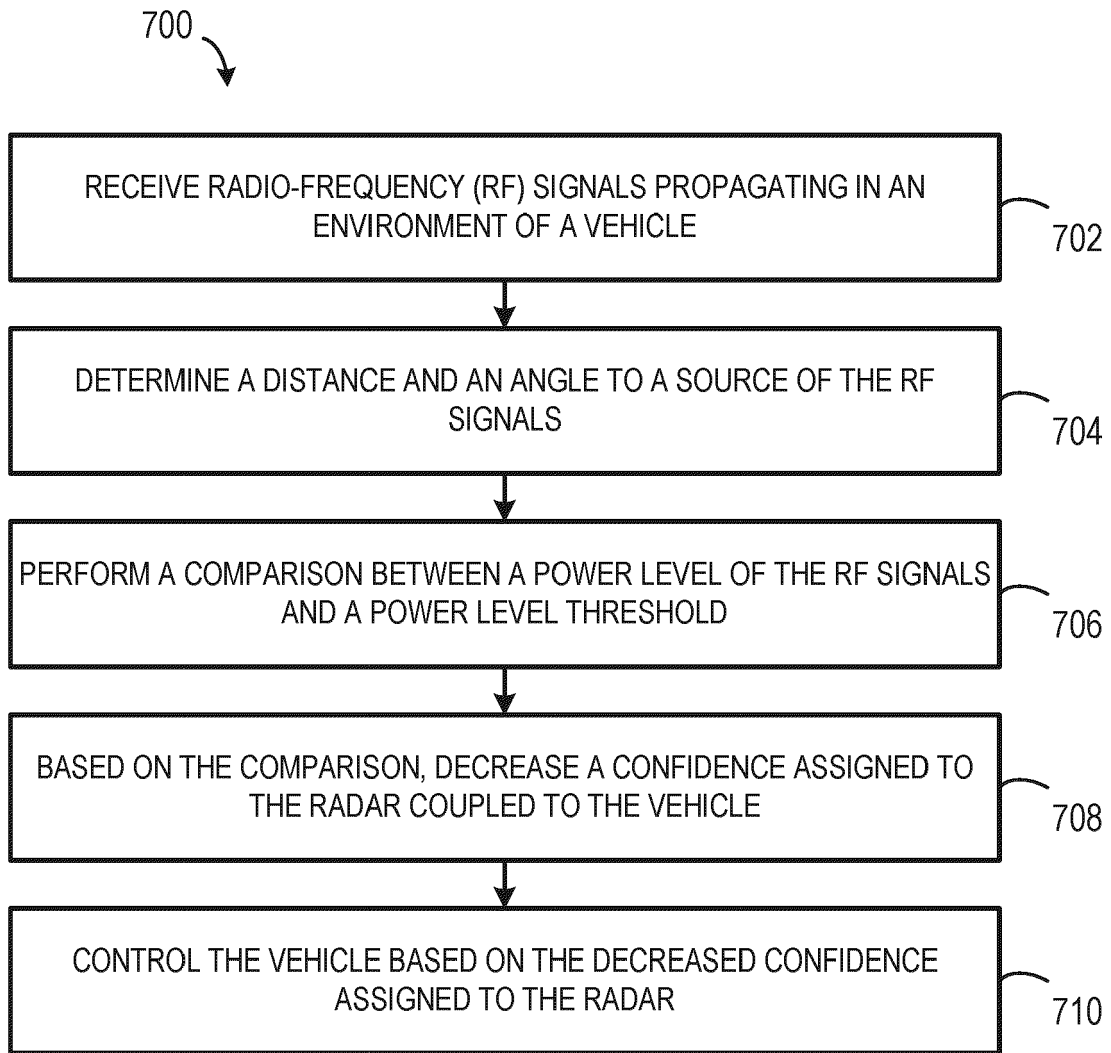 700
RECEIVE RADIO-FREQUENCY (RF) SIGNALS PROPAGATING IN AN
ENVIRONMENT OF A VEHICLE
702
DETERMINE A DISTANCE AND AN ANGLE TO A SOURCE OF THE RF
SIGNALS
704
PERFORM A COMPARISON BETWEEN A POWER LEVEL OF THE RF SIGNALS
AND A POWER LEVEL THRESHOLD
706
BASED ON THE COMPARISON, DECREASE A CONFIDENCE ASSIGNED TO
THE RADAR COUPLED TO THE VEHICLE
708
CONTROL THE VEHICLE BASED ON THE DECREASED CONFIDENCE
ASSIGNED TO THE RADAR
710